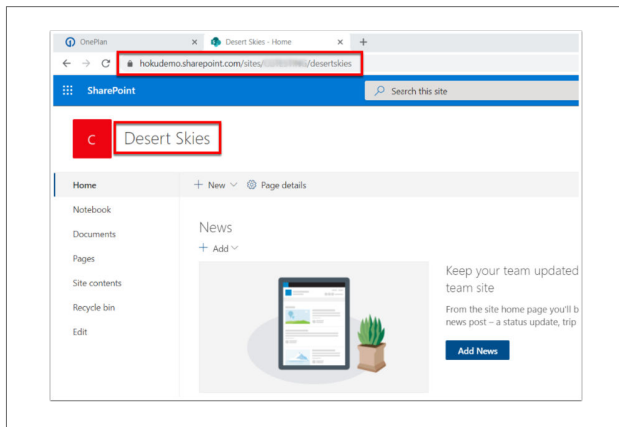 OnePlan
Desert Skies - Home
hokudemo.sharepoint.com/sites/ /desertskies
SharePoint
Search this site
C
Desert Skies
Home
+ New
Page details
Notebook
Documents
Pages
Site contents
Recycle bin
Edit
News
+ Add
Keep your team updated
team site
From the site home page you'll b
news post – a status update, trip
Add News